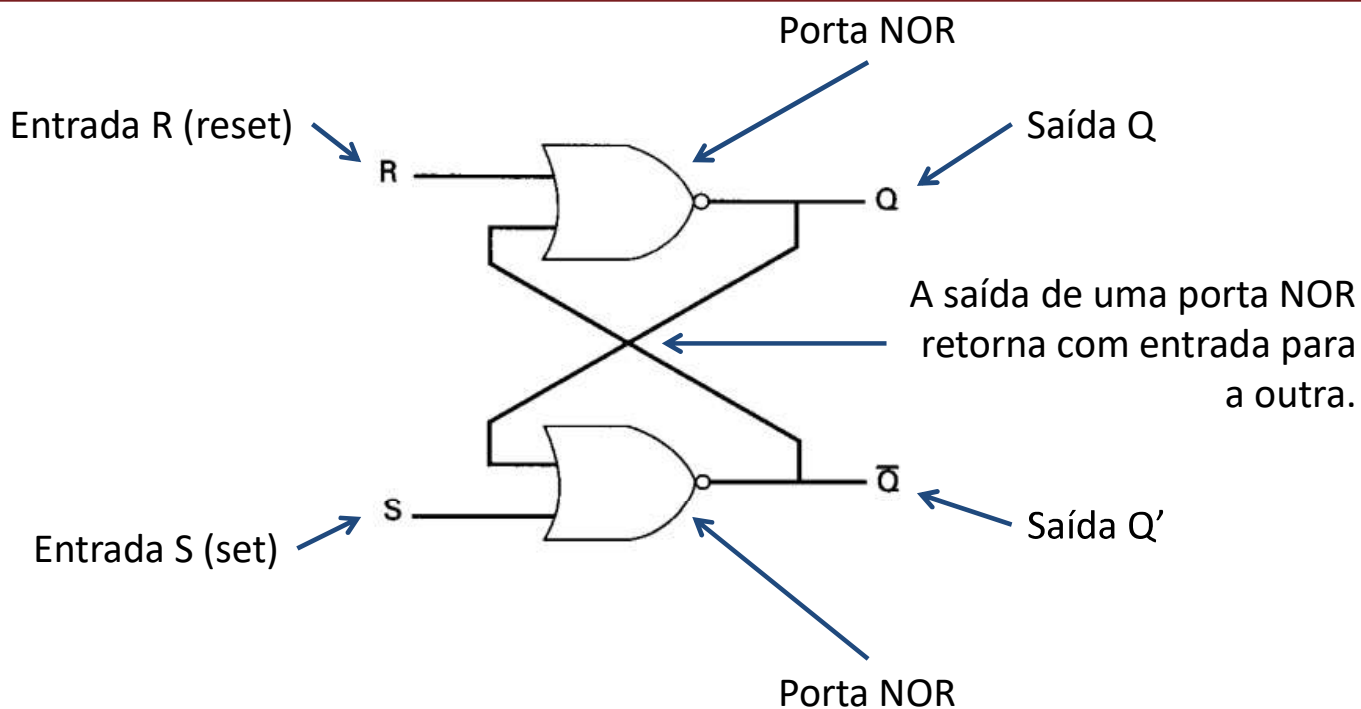 Porta NOR
Entrada R (reset)
Saída Q
R
Q
A saída de uma porta NOR
retorna com entrada para
a outra.
S
Q̅
Entrada S (set)
Saída Q’
Porta NOR